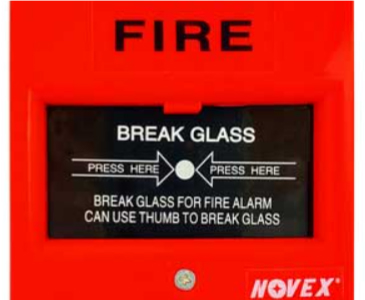 FIRE
BREAK GLASS
PRESS HERE PRESS HERE
BREAK GLASS FOR FIRE ALARM
CAN USE THUMB TO BREAK GLASS
NOVEX